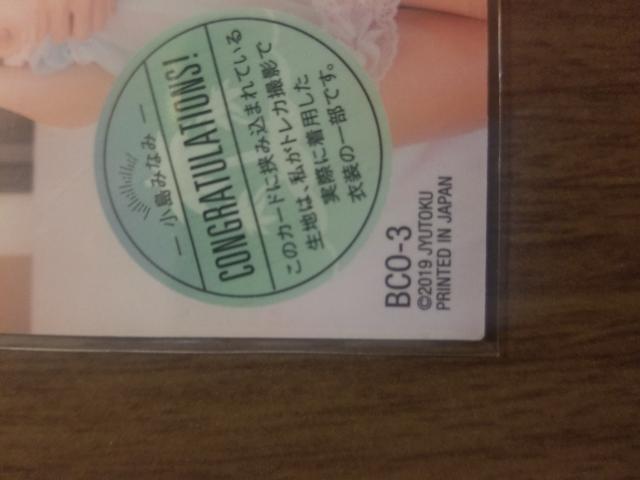 — 小島みなみ —
CONGRATULATIONS!
このカードに挟み込まれている
生地は、私がトレカ撮影で
実際に着用した
衣装の一部です。
BCO-3
©2019 JYUTOKU
PRINTED IN JAPAN